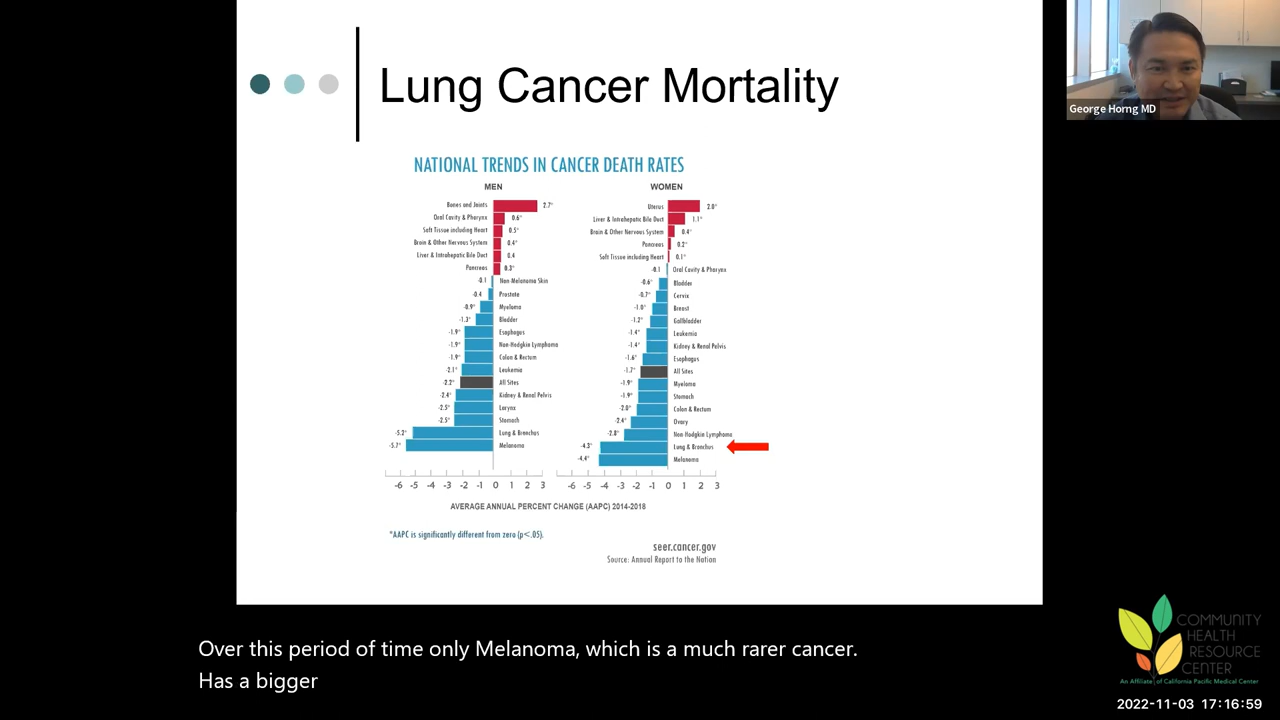 Lung Cancer Mortality
George Horng MD
NATIONAL TRENDS IN CANCER DEATH RATES
MEN
Bones and Joints 2.7*
Oral Cavity & Pharynx 0.6*
Soft Tissue including Heart 0.5*
Brain & Other Nervous System 0.4*
Liver & Intrahepatic Bile Duct 0.4
Pancreas 0.3*
-0.1 Non-Melanoma Skin
-0.4 Prostate
-0.9* Myeloma
-1.3* Bladder
-1.9* Esophagus
-1.9* Non-Hodgkin Lymphoma
-1.9* Colon & Rectum
-2.1* Leukemia
-2.2* All Sites
-2.4* Kidney & Renal Pelvis
-2.5* Larynx
-2.5* Stomach
-5.2* Lung & Bronchus
-5.7* Melanoma
-6 -5 -4 -3 -2 -1 0 1 2 3
WOMEN
Uterus 2.0*
Liver & Intrahepatic Bile Duct 1.1*
Brain & Other Nervous System 0.4*
Pancreas 0.2*
Soft Tissue including Heart 0.1*
-0.1 Oral Cavity & Pharynx
-0.6* Bladder
-0.7* Cervix
-1.0* Breast
-1.2* Gallbladder
-1.4* Leukemia
-1.4* Kidney & Renal Pelvis
-1.6* Esophagus
-1.7* All Sites
-1.9* Myeloma
-1.9* Stomach
-2.0* Colon & Rectum
-2.4* Ovary
-2.8* Non-Hodgkin Lymphoma
-4.3* Lung & Bronchus
-4.4* Melanoma
-6 -5 -4 -3 -2 -1 0 1 2 3
AVERAGE ANNUAL PERCENT CHANGE (AAPC) 2014-2018
*AAPC is significantly different from zero (p<.05).
seer.cancer.gov
Source: Annual Report to the Nation
Over this period of time only Melanoma, which is a much rarer cancer.
Has a bigger
COMMUNITY
HEALTH
RESOURCE
CENTER
An Affiliate of California Pacific Medical Center
2022-11-03 17:16:59